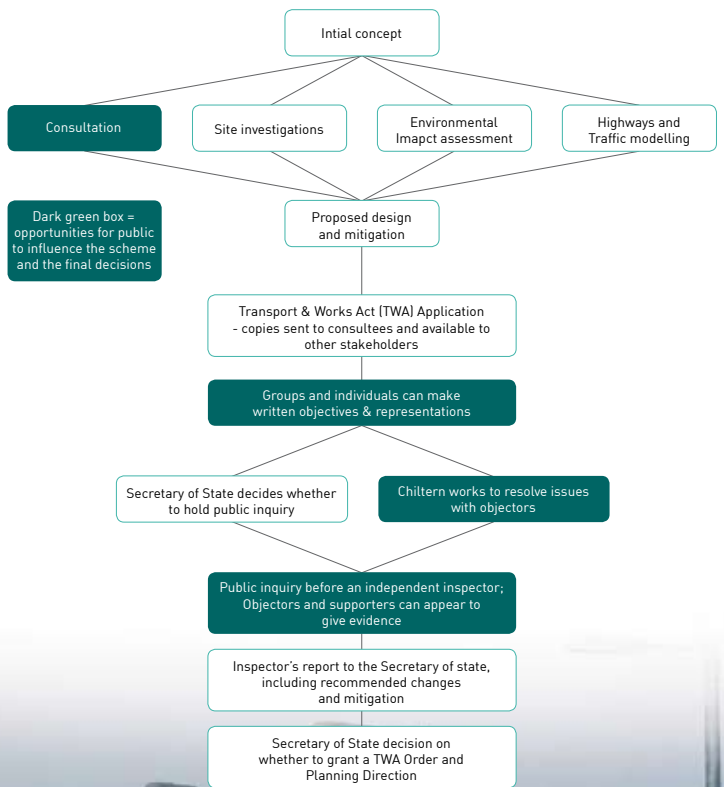 Intial concept
Consultation
Site investigations
Environmental
Imapct assessment
Highways and
Traffic modelling
Dark green box =
opportunities for public
to influence the scheme
and the final decisions
Proposed design
and mitigation
Transport & Works Act (TWA) Application
- copies sent to consultees and available to
other stakeholders
Groups and individuals can make
written objectives & representations
Secretary of State decides whether
to hold public inquiry
Chiltern works to resolve issues
with objectors
Public inquiry before an independent inspector;
Objectors and supporters can appear to
give evidence
Inspector's report to the Secretary of state,
including recommended changes
and mitigation
Secretary of State decision on
whether to grant a TWA Order and
Planning Direction